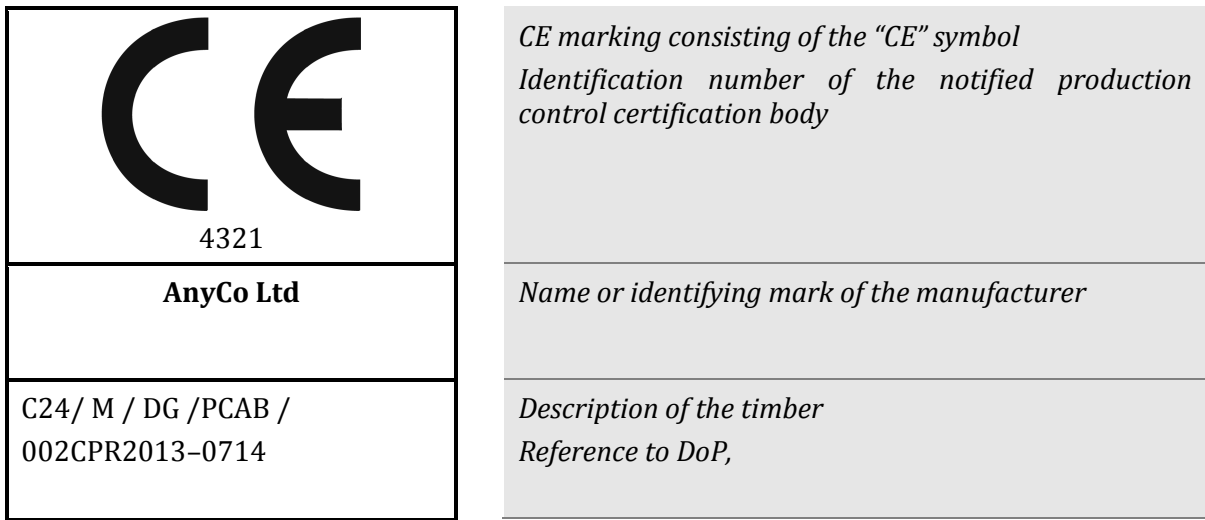 CE
4321
CE marking consisting of the “CE” symbol
Identification number of the notified production
control certification body
AnyCo Ltd
Name or identifying mark of the manufacturer
C24/ M / DG /PCAB /
002CPR2013–0714
Description of the timber
Reference to DoP,